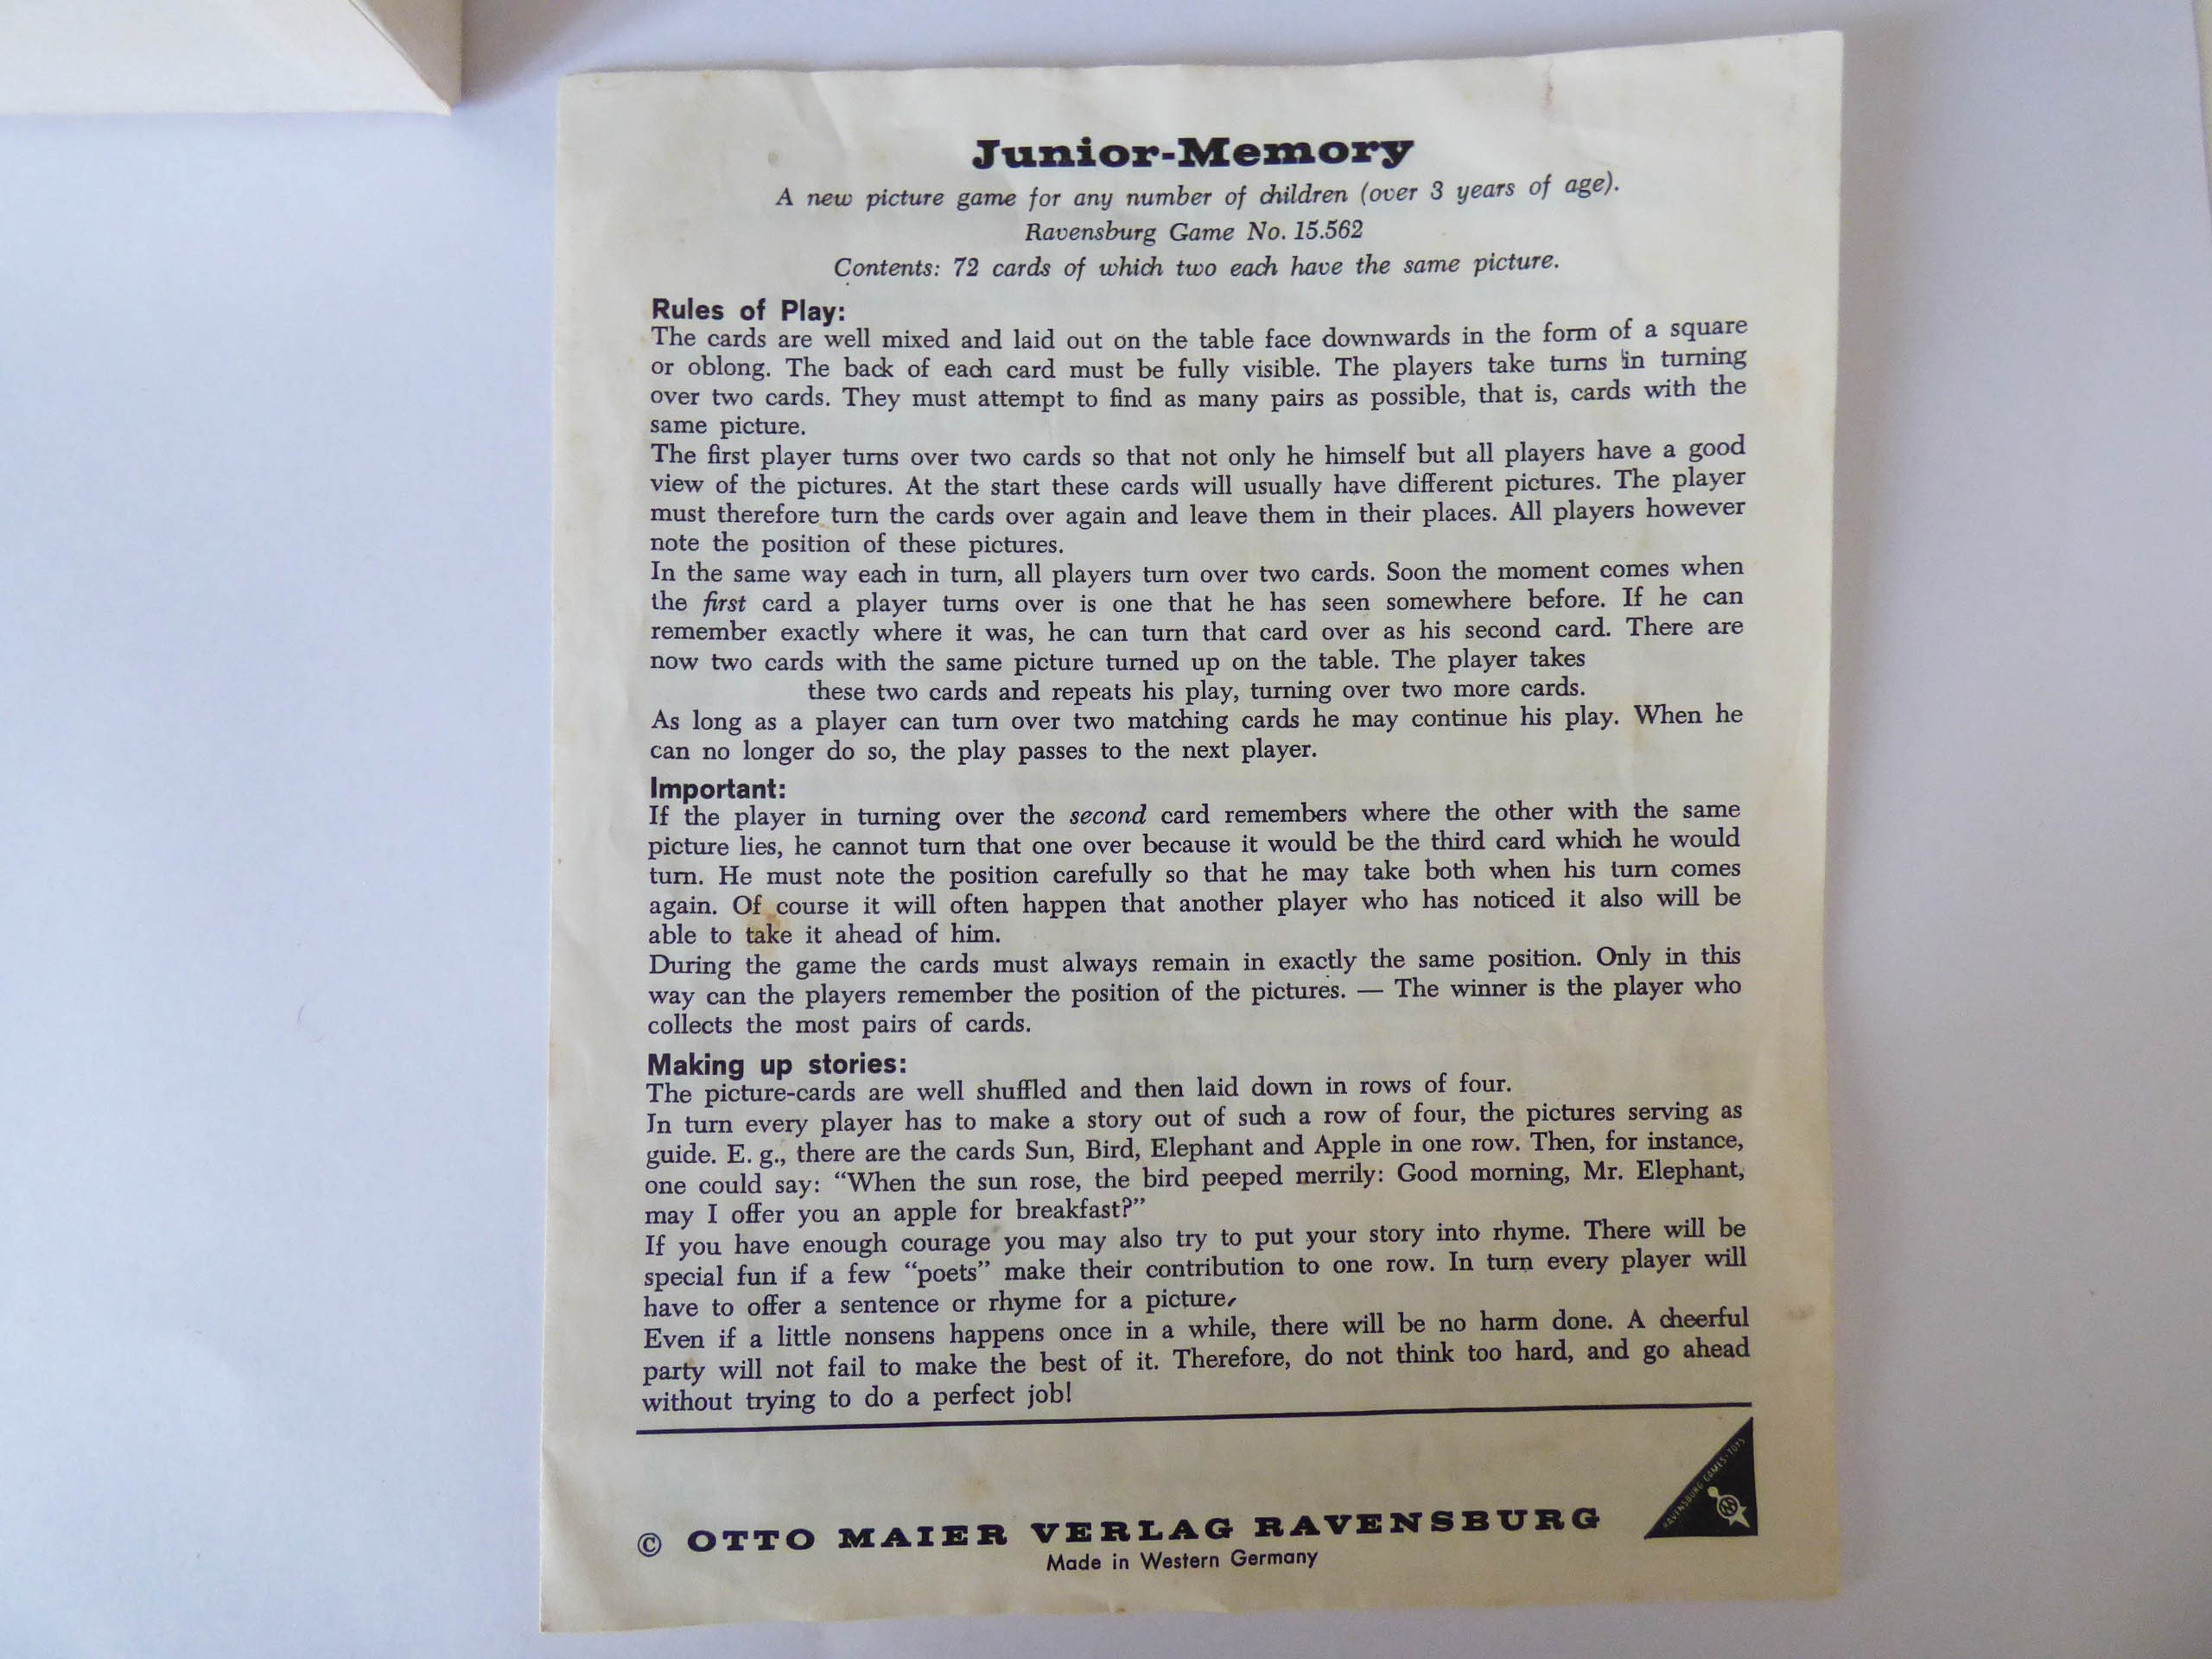 Junior-Memory
A new picture game for any number of children (over 3 years of age).
Ravensburg Game No. 15.562
Contents: 72 cards of which two each have the same picture.
Rules of Play:
The cards are well mixed and laid out on the table face downwards in the form of a square
or oblong. The back of each card must be fully visible. The players take turns in turning
over two cards. They must attempt to find as many pairs as possible, that is, cards with the
same picture.
The first player turns over two cards so that not only he himself but all players have a good
view of the pictures. At the start these cards will usually have different pictures. The player
must therefore turn the cards over again and leave them in their places. All players however
note the position of these pictures.
In the same way each in turn, all players turn over two cards. Soon the moment comes when
the first card a player turns over is one that he has seen somewhere before. If he can
remember exactly where it was, he can turn that card over as his second card. There are
now two cards with the same picture turned up on the table. The player takes
these two cards and repeats his play, turning over two more cards.
As long as a player can turn over two matching cards he may continue his play. When he
can no longer do so, the play passes to the next player.
Important:
If the player in turning over the second card remembers where the other with the same
picture lies, he cannot turn that one over because it would be the third card which he would
turn. He must note the position carefully so that he may take both when his turn comes
again. Of course it will often happen that another player who has noticed it also will be
able to take it ahead of him.
During the game the cards must always remain in exactly the same position. Only in this
way can the players remember the position of the pictures. — The winner is the player who
collects the most pairs of cards.
Making up stories:
The picture-cards are well shuffled and then laid down in rows of four.
In turn every player has to make a story out of such a row of four, the pictures serving as
guide. E. g., there are the cards Sun, Bird, Elephant and Apple in one row. Then, for instance,
one could say: “When the sun rose, the bird peeped merrily: Good morning, Mr. Elephant,
may I offer you an apple for breakfast?”
If you have enough courage you may also try to put your story into rhyme. There will be
special fun if a few “poets” make their contribution to one row. In turn every player will
have to offer a sentence or rhyme for a picture,
Even if a little nonsens happens once in a while, there will be no harm done. A cheerful
party will not fail to make the best of it. Therefore, do not think too hard, and go ahead
without trying to do a perfect job!
RAVENSBURG GAMES·TOYS
© OTTO MAIER VERLAG RAVENSBURG
Made in Western Germany